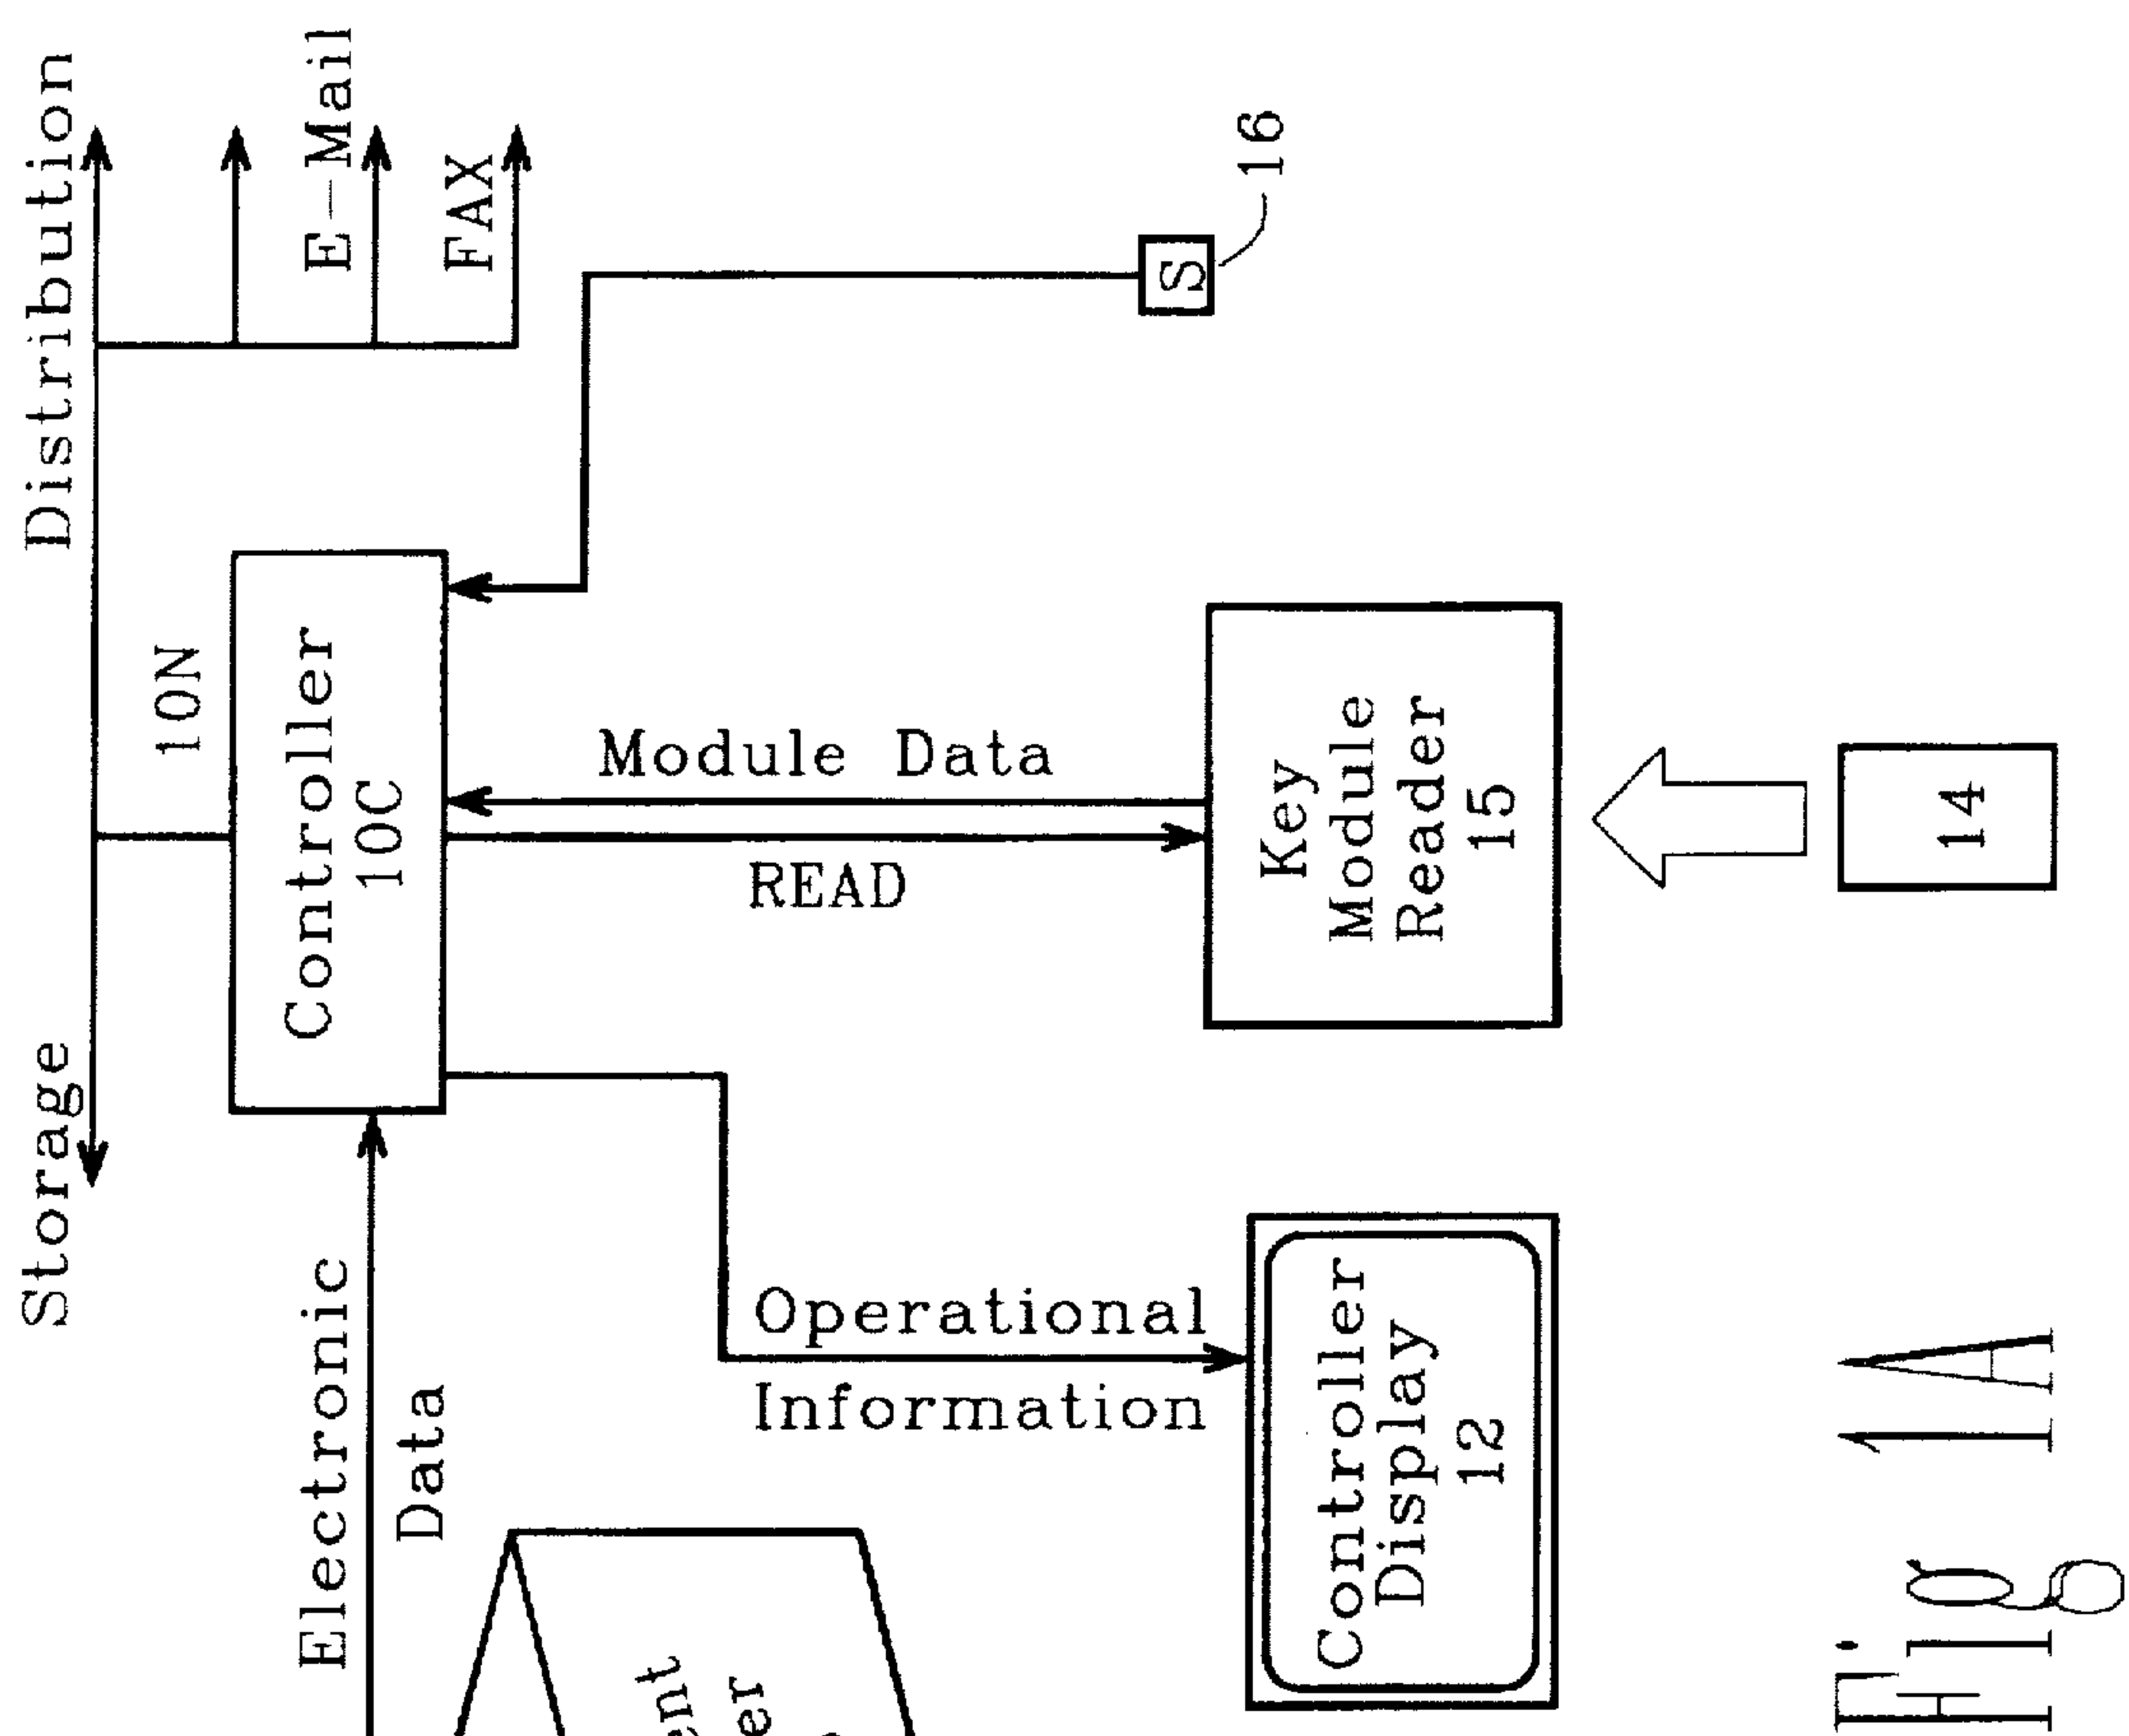 Storage
Distribution
10N
E-Mail
FAX
Electronic
Data
Controller
10C
Module Data
READ
Operational
Information
S
16
Controller
Display
12
Key
Module
Reader
15
14
Fig 1A